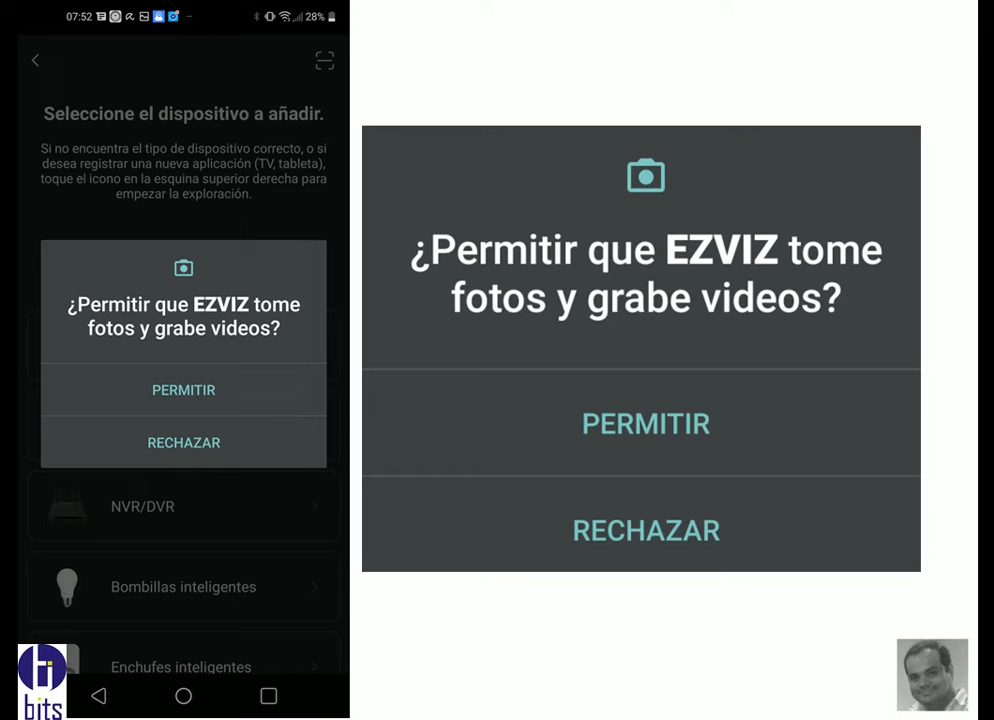 07:52
28%
Seleccione el dispositivo a añadir.
Si no encuentra el tipo de dispositivo correcto, o si
desea registrar una nueva aplicación (TV, tableta),
toque el icono en la esquina superior derecha para
empezar la exploración.
¿Permitir que EZVIZ tome
fotos y grabe videos?
PERMITIR
RECHAZAR
NVR/DVR
Bombillas inteligentes
Enchufes inteligentes
bits
¿Permitir que EZVIZ tome
fotos y grabe videos?
PERMITIR
RECHAZAR